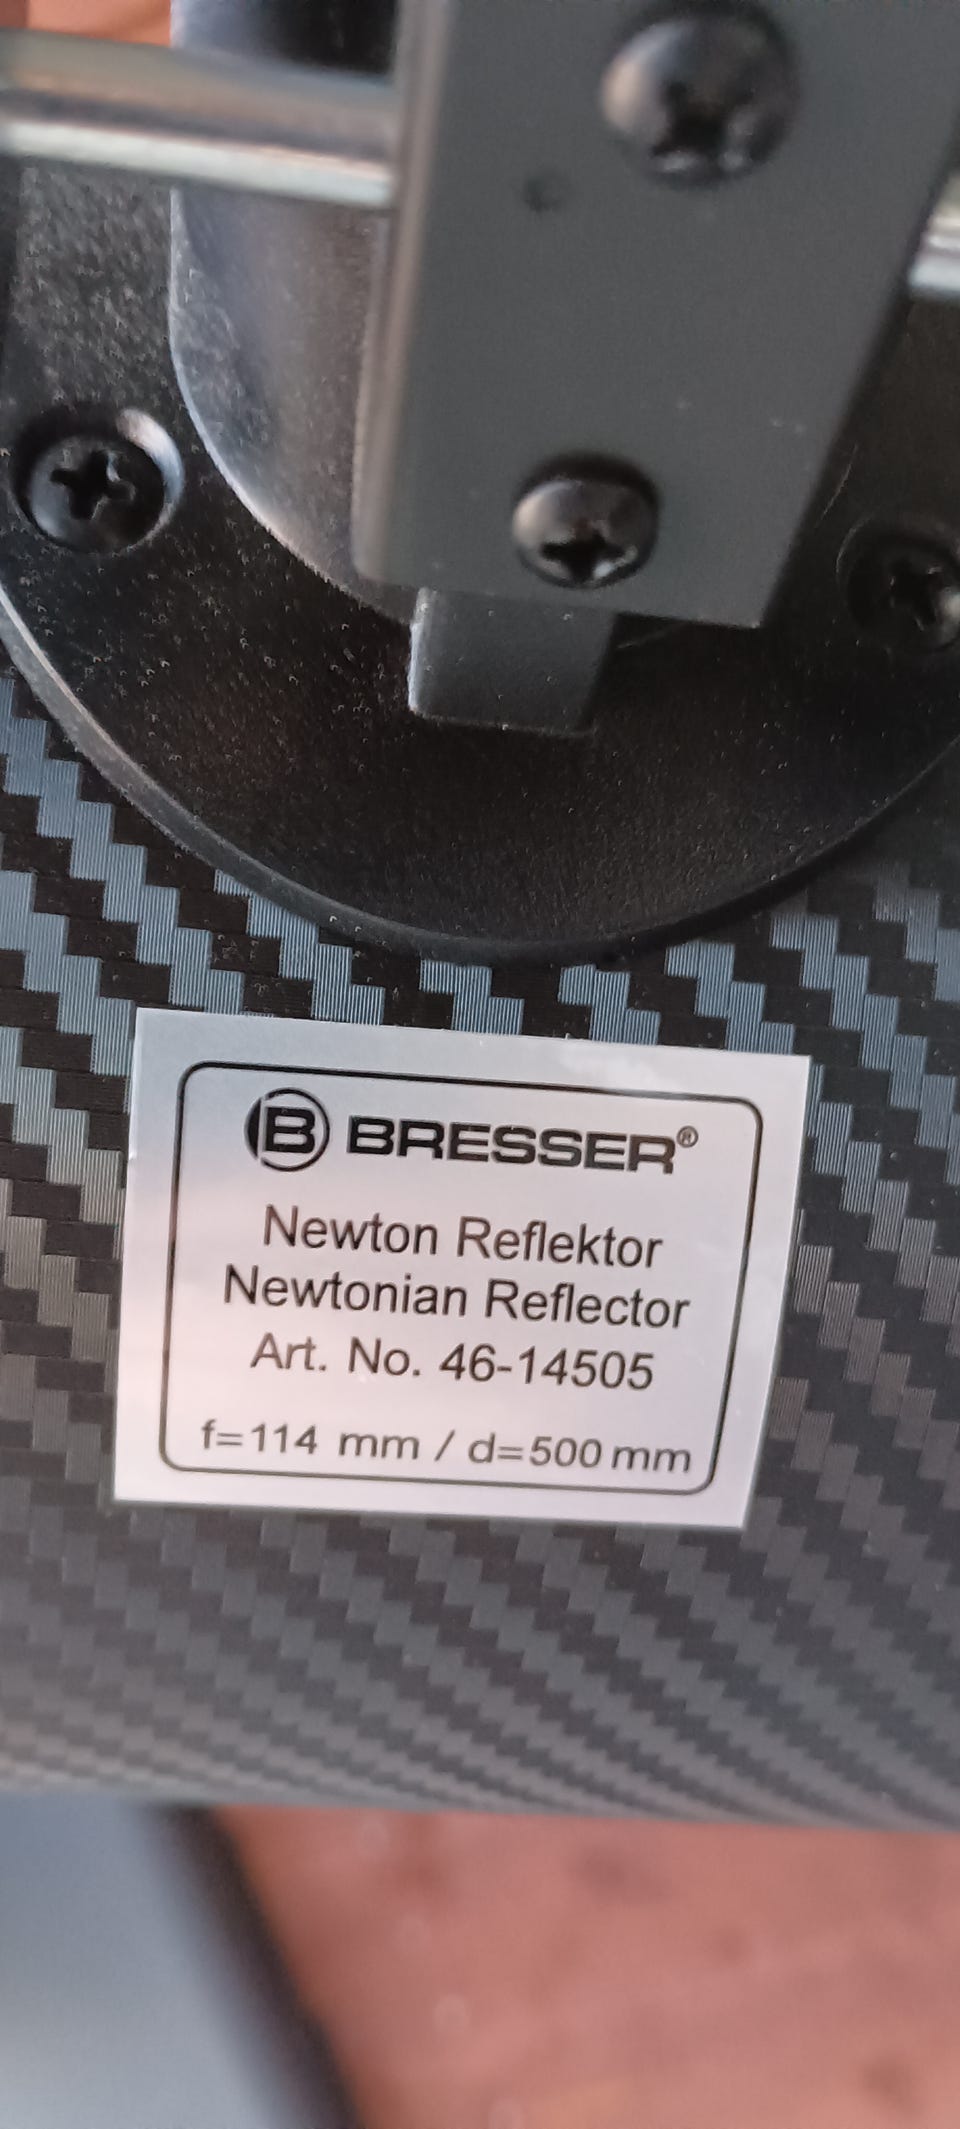 B BRESSER®
Newton Reflektor
Newtonian Reflector
Art. No. 46-14505
f=114 mm / d=500 mm